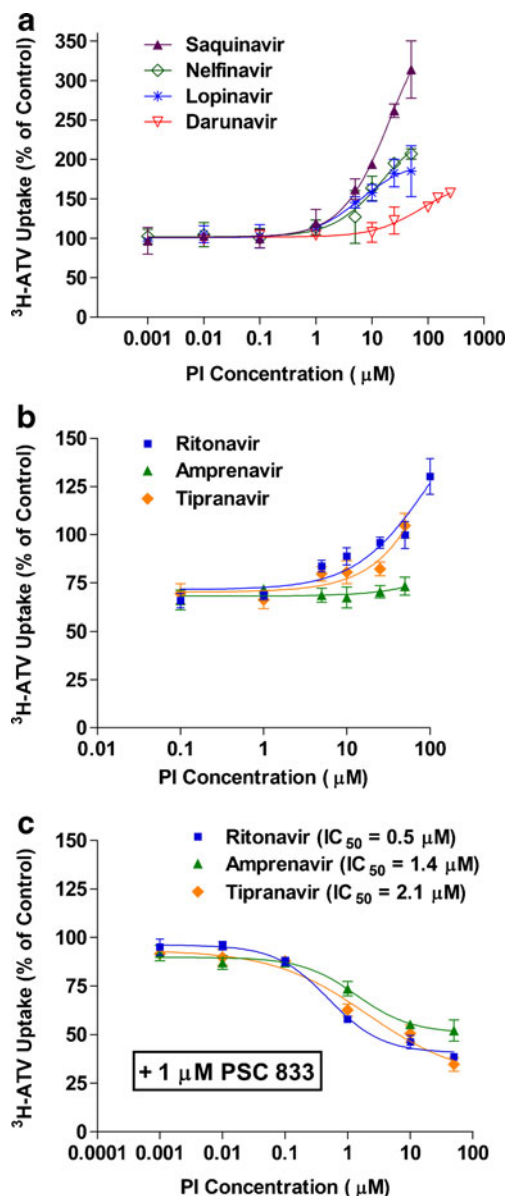 a
350
300
250
200
150
100
50
0
³H-ATV Uptake (% of Control)
Saquinavir
Nelfinavir
Lopinavir
Darunavir
0.001 0.01 0.1 1 10 100 1000
PI Concentration ( µM)
b
150
125
100
75
50
25
0
³H-ATV Uptake (% of Control)
Ritonavir
Amprenavir
Tipranavir
0.01 0.1 1 10 100
PI Concentration ( µM)
c
150
125
100
75
50
25
0
³H-ATV Uptake (% of Control)
Ritonavir (IC₅₀ = 0.5 µM)
Amprenavir (IC₅₀ = 1.4 µM)
Tipranavir (IC₅₀ = 2.1 µM)
+ 1 µM PSC 833
0.0001 0.001 0.01 0.1 1 10 100
PI Concentration ( µM)